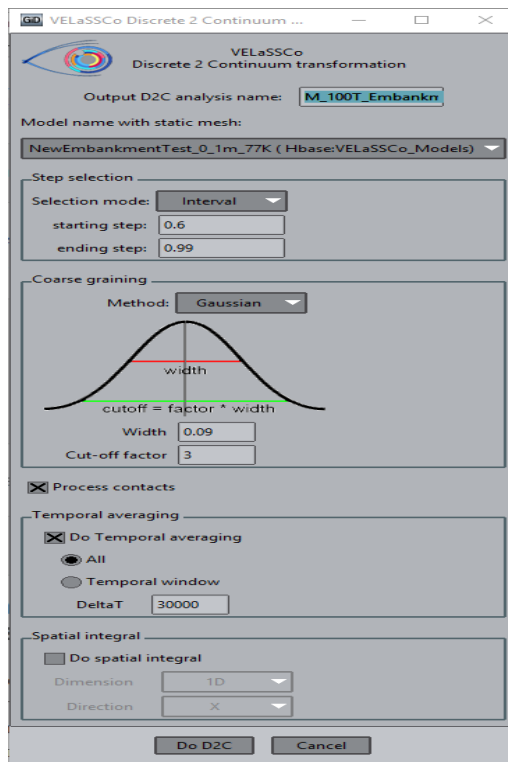 GiD VELaSSCo Discrete 2 Continuum ...
VELaSSCo
Discrete 2 Continuum transformation
Output D2C analysis name: M_100T_Embankm
Model name with static mesh:
NewEmbankmentTest_0_1m_77K ( Hbase:VELaSSCo_Models)
Step selection
Selection mode: Interval
starting step: 0.6
ending step: 0.99
Coarse graining
Method: Gaussian
width
cutoff = factor * width
Width 0.09
Cut-off factor 3
Process contacts
Temporal averaging
Do Temporal averaging
All
Temporal window
DeltaT 30000
Spatial integral
Do spatial integral
Dimension 1D
Direction X
Do D2C Cancel